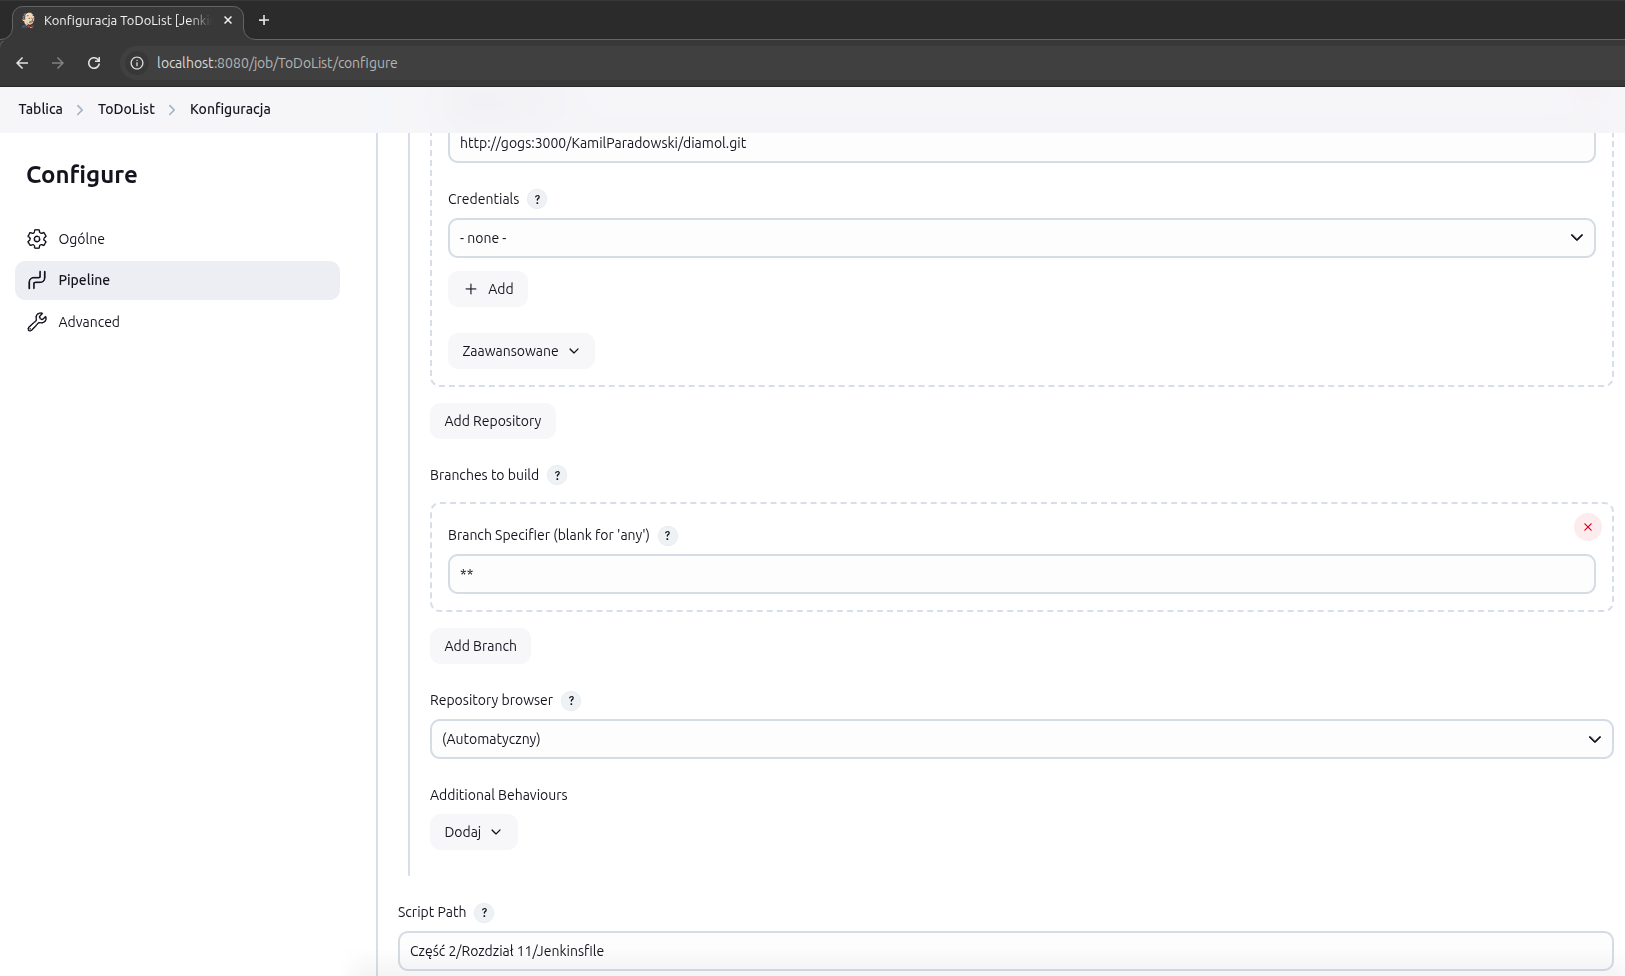 Konfiguracja ToDoList [Jenki
localhost:8080/job/ToDoList/configure
Tablica
ToDoList
Konfiguracja
Configure
Ogólne
Pipeline
Advanced
http://gogs:3000/KamilParadowski/diamol.git
Credentials ?
- none -
+ Add
Zaawansowane
Add Repository
Branches to build ?
Branch Specifier (blank for 'any') ?
**
Add Branch
Repository browser ?
(Automatyczny)
Additional Behaviours
Dodaj
Script Path ?
Część 2/Rozdział 11/Jenkinsfile